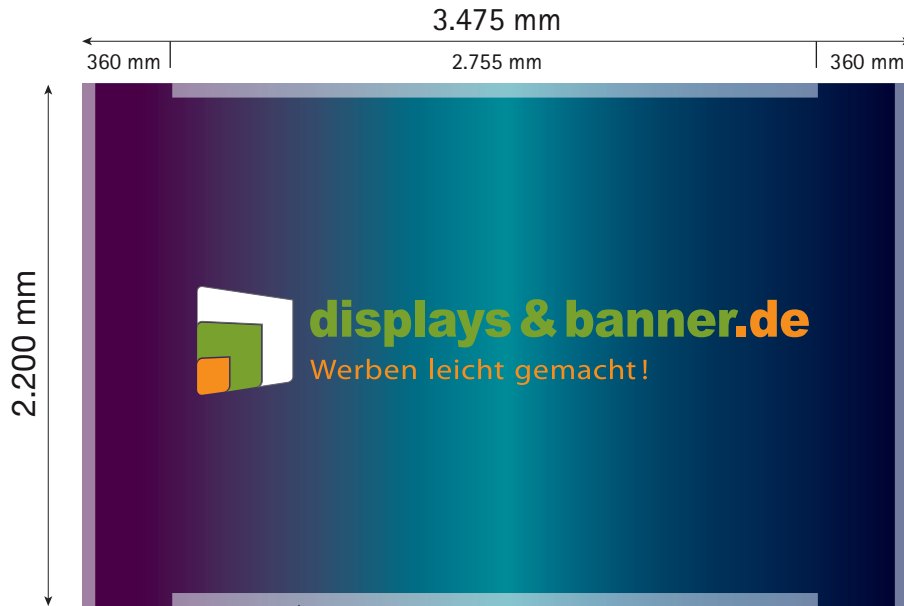 3.475 mm
360 mm
2.755 mm
360 mm
2.200 mm
displays & banner.de
Werben leicht gemacht!